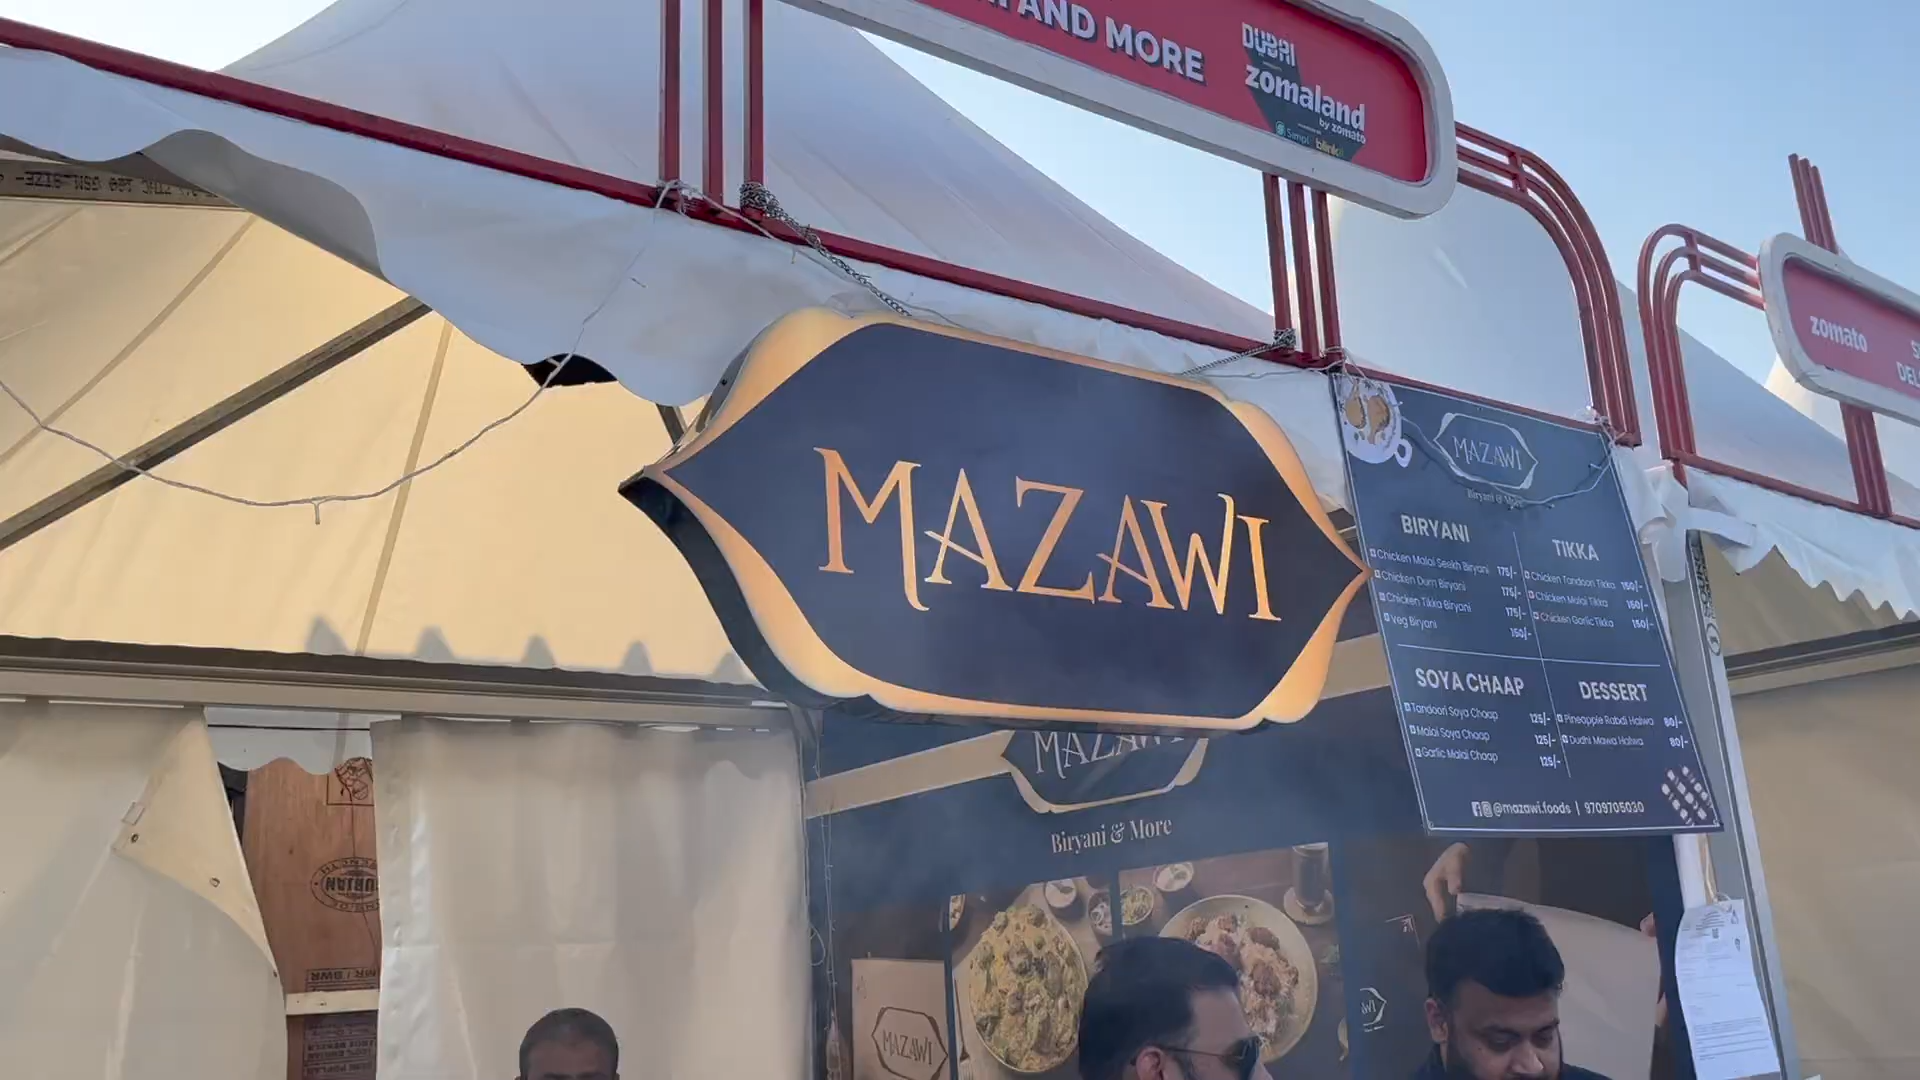 AND MORE
DUBAI
zomaland
by zomato
Simpl blinkit
zomato
MAZAWI
MAZAWI
Biryani & More
BIRYANI
Chicken Malai Seekh Biryani 175/-
Chicken Dum Biryani 175/-
Chicken Tikka Biryani 175/-
Veg Biryani 150/-
TIKKA
Chicken Tandoori Tikka 150/-
Chicken Malai Tikka 150/-
Chicken Garlic Tikka 150/-
SOYA CHAAP
Tandoori Soya Chaap 125/-
Malai Soya Chaap 125/-
Garlic Malai Chaap 125/-
DESSERT
Pineapple Rabdi Halwa 80/-
Dudhi Mawa Halwa 80/-
@mazawi.foods | 9709705030
MAZAWI
Biryani & More
MAZAWI